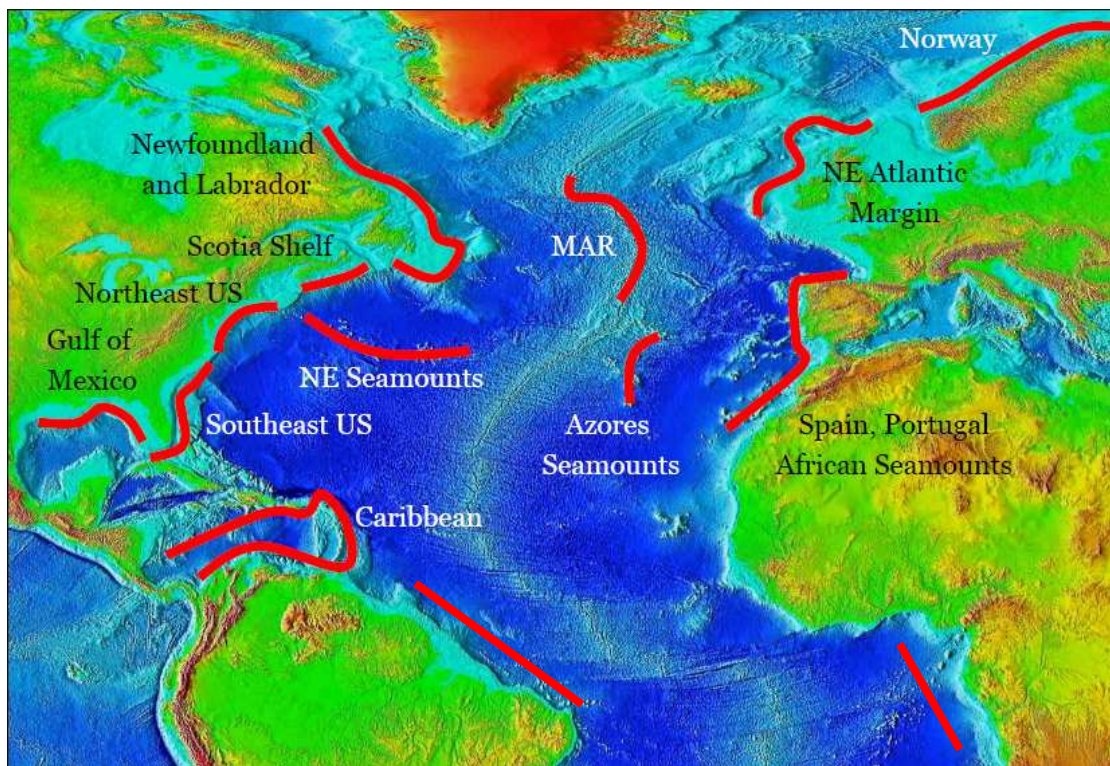 Norway
Newfoundland
and Labrador
NE Atlantic
Margin
Scotia Shelf
MAR
Northeast US
Gulf of
Mexico
NE Seamounts
Southeast US
Azores
Seamounts
Spain, Portugal
African Seamounts
Caribbean